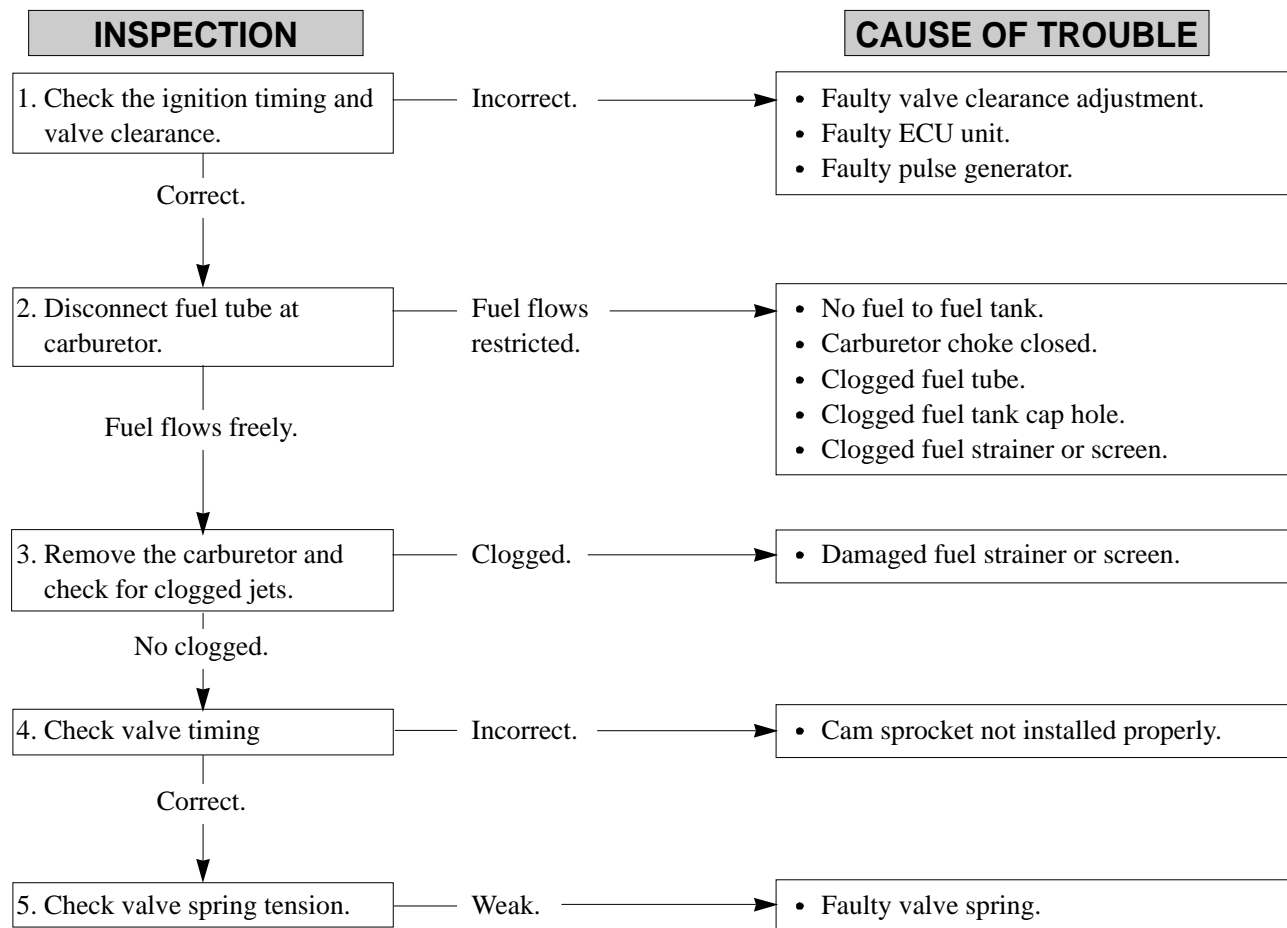 INSPECTION
CAUSE OF TROUBLE
1. Check the ignition timing and
valve clearance.
Incorrect.
• Faulty valve clearance adjustment.
• Faulty ECU unit.
• Faulty pulse generator.
Correct.
2. Disconnect fuel tube at
carburetor.
Fuel flows
restricted.
• No fuel to fuel tank.
• Carburetor choke closed.
• Clogged fuel tube.
• Clogged fuel tank cap hole.
• Clogged fuel strainer or screen.
Fuel flows freely.
3. Remove the carburetor and
check for clogged jets.
Clogged.
• Damaged fuel strainer or screen.
No clogged.
4. Check valve timing
Incorrect.
• Cam sprocket not installed properly.
Correct.
5. Check valve spring tension.
Weak.
• Faulty valve spring.